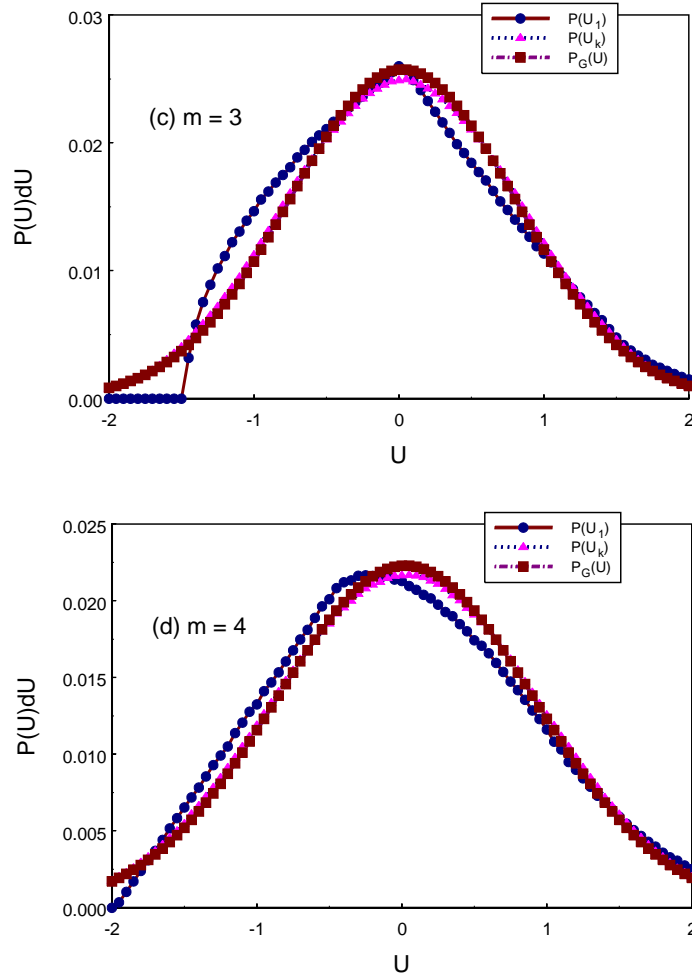 P(U₁)
P(Uₖ)
P_G(U)
(c) m = 3
P(U)dU
0.03
0.02
0.01
0.00
-2 -1 0 1 2
U
P(U₁)
P(Uₖ)
P_G(U)
(d) m = 4
P(U)dU
0.025
0.020
0.015
0.010
0.005
0.000
-2 -1 0 1 2
U